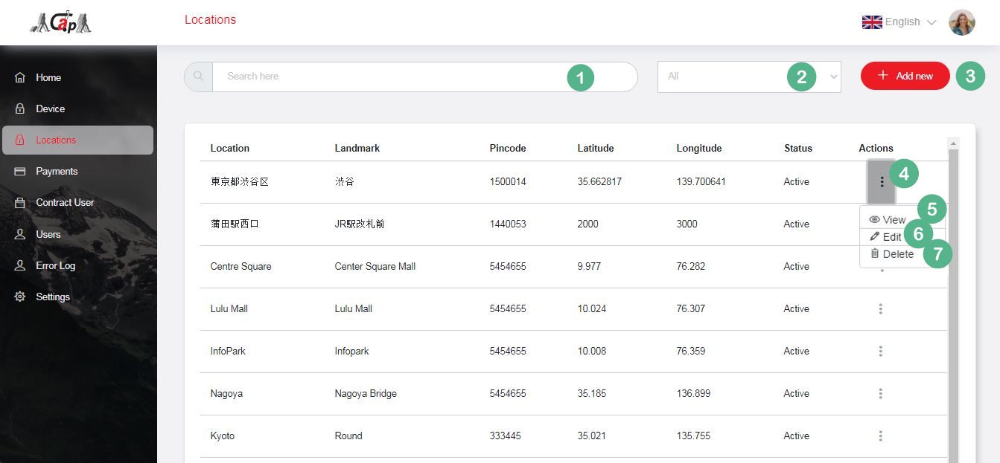 Cap
Locations
English
Home
Device
Locations
Payments
Contract User
Users
Error Log
Settings
Search here 1
All 2
Add new 3
Location Landmark Pincode Latitude Longitude Status Actions
東京都渋谷区 渋谷 1500014 35.662817 139.700641 Active 4
View 5
蒲田駅西口 JR駅改札前 1440053 2000 3000 Active
Edit 6
Delete 7
Centre Square Center Square Mall 5454655 9.977 76.282 Active
Lulu Mall Lulu Mall 5454655 10.024 76.307 Active
InfoPark Infopark 5454655 10.008 76.359 Active
Nagoya Nagoya Bridge 5454655 35.185 136.899 Active
Kyoto Round 333445 35.021 135.755 Active